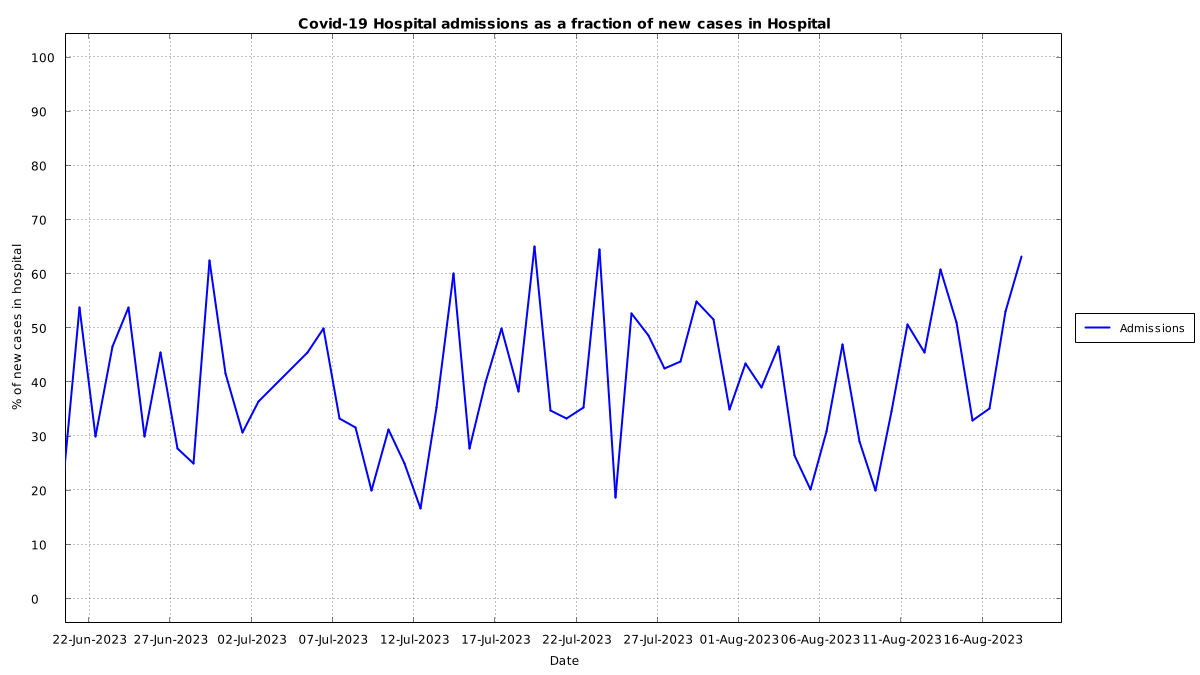 Covid-19 Hospital admissions as a fraction of new cases in Hospital
100
90
80
70
60
50
40
30
20
10
0
% of new cases in hospital
22-Jun-2023 27-Jun-2023 02-Jul-2023 07-Jul-2023 12-Jul-2023 17-Jul-2023 22-Jul-2023 27-Jul-2023 01-Aug-2023 06-Aug-2023 11-Aug-2023 16-Aug-2023
Date
Admissions